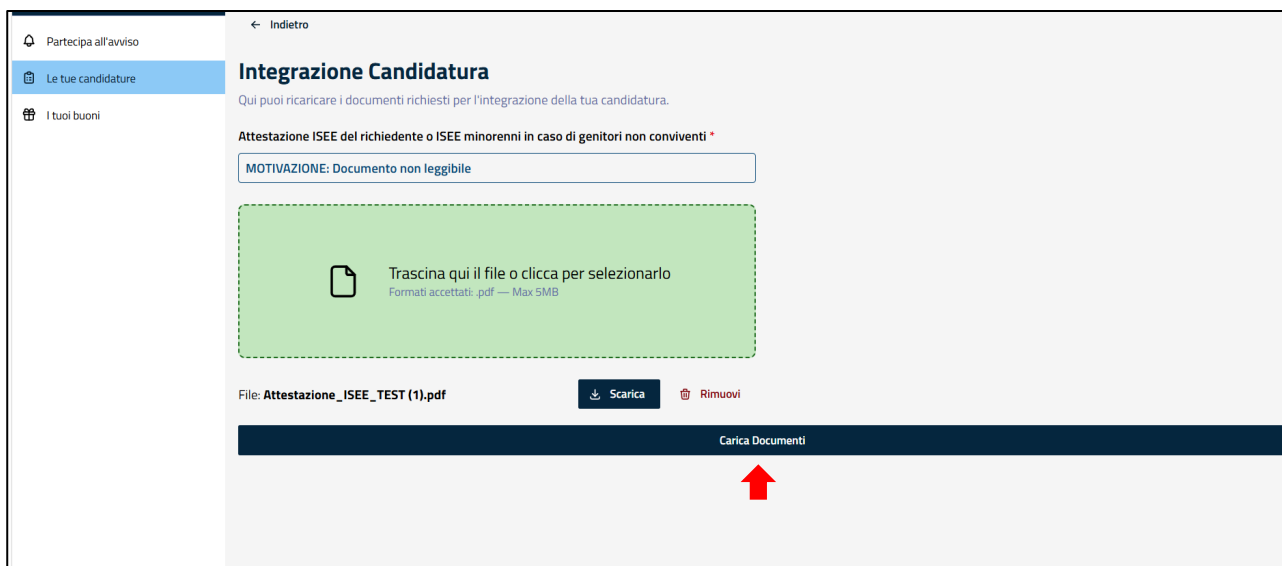 Partecipa all'avviso
Le tue candidature
I tuoi buoni
← Indietro
Integrazione Candidatura
Qui puoi ricaricare i documenti richiesti per l'integrazione della tua candidatura.
Attestazione ISEE del richiedente o ISEE minorenni in caso di genitori non conviventi *
MOTIVAZIONE: Documento non leggibile
Trascina qui il file o clicca per selezionarlo
Formati accettati: .pdf — Max 5MB
File: Attestazione_ISEE_TEST (1).pdf Scarica Rimuovi
Carica Documenti